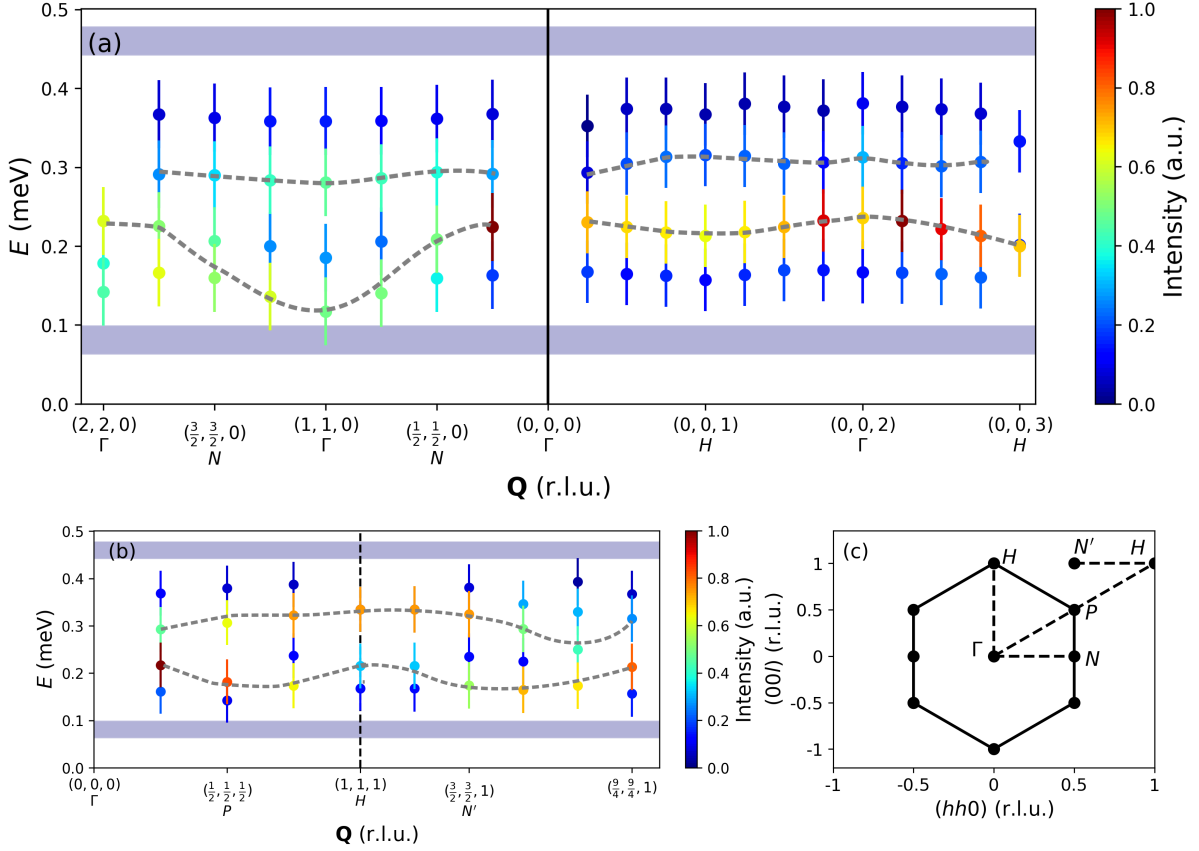 (a)
0.5
0.4
0.3
0.2
0.1
0.0
E (meV)
(2, 2, 0)
Γ
(3/2, 3/2, 0)
N
(1, 1, 0)
Γ
(1/2, 1/2, 0)
N
(0, 0, 0)
Γ
(0, 0, 1)
H
(0, 0, 2)
Γ
(0, 0, 3)
H
Q (r.l.u.)
1.0
0.8
0.6
0.4
0.2
0.0
Intensity (a.u.)
(b)
0.5
0.4
0.3
0.2
0.1
0.0
E (meV)
(0, 0, 0)
Γ
(1/2, 1/2, 1/2)
P
(1, 1, 1)
H
(3/2, 3/2, 1)
N′
(9/4, 9/4, 1)
Q (r.l.u.)
1.0
0.8
0.6
0.4
0.2
0.0
Intensity (a.u.)
(c)
1
0.5
0
-0.5
-1
(00l) (r.l.u.)
H
N′
H
P
Γ
N
-1
-0.5
0
0.5
1
(hh0) (r.l.u.)